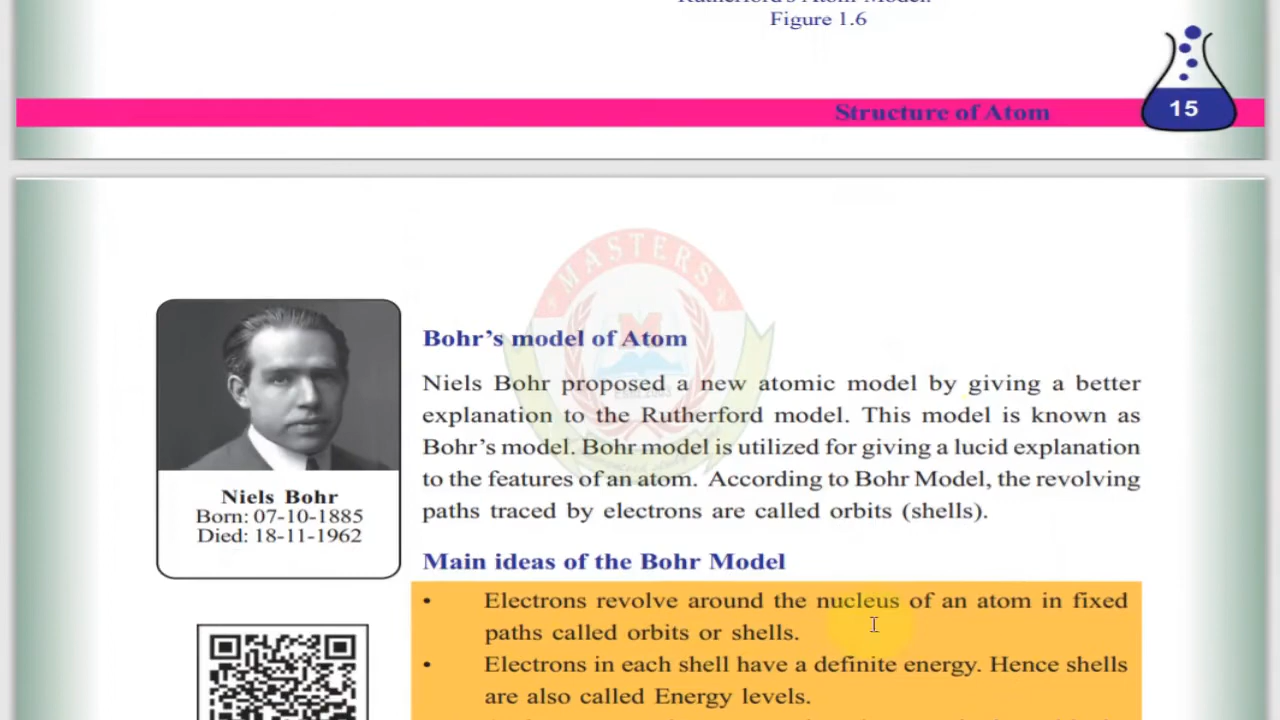 Rutherford's Atom Model.
Figure 1.6
Structure of Atom
15
MASTERS
Bohr's model of Atom
Niels Bohr proposed a new atomic model by giving a better
explanation to the Rutherford model. This model is known as
Bohr's model. Bohr model is utilized for giving a lucid explanation
to the features of an atom. According to Bohr Model, the revolving
paths traced by electrons are called orbits (shells).
Niels Bohr
Born: 07-10-1885
Died: 18-11-1962
Main ideas of the Bohr Model
• Electrons revolve around the nucleus of an atom in fixed
paths called orbits or shells.
• Electrons in each shell have a definite energy. Hence shells
are also called Energy levels.